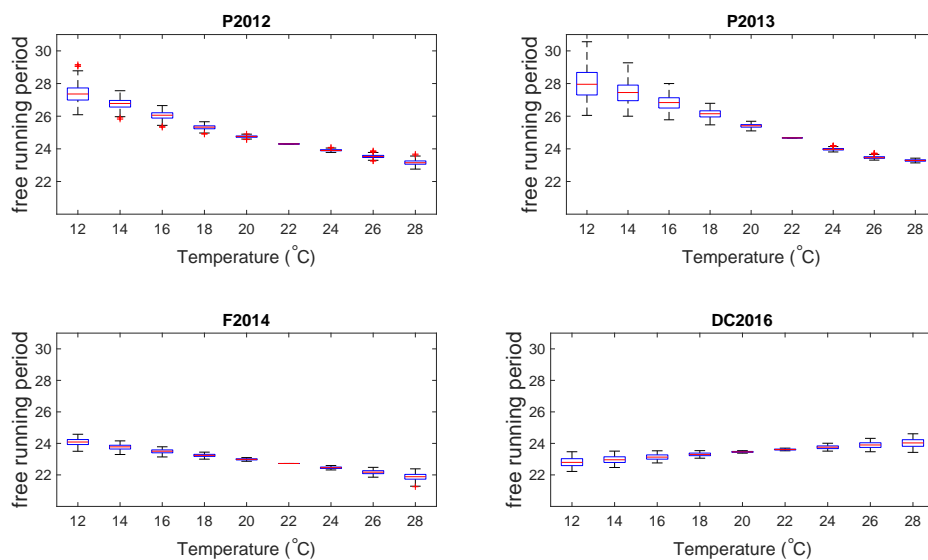 P2012
free running period
30
28
26
24
22
12 14 16 18 20 22 24 26 28
Temperature (°C)
P2013
free running period
30
28
26
24
22
12 14 16 18 20 22 24 26 28
Temperature (°C)
F2014
free running period
30
28
26
24
22
12 14 16 18 20 22 24 26 28
Temperature (°C)
DC2016
free running period
30
28
26
24
22
12 14 16 18 20 22 24 26 28
Temperature (°C)